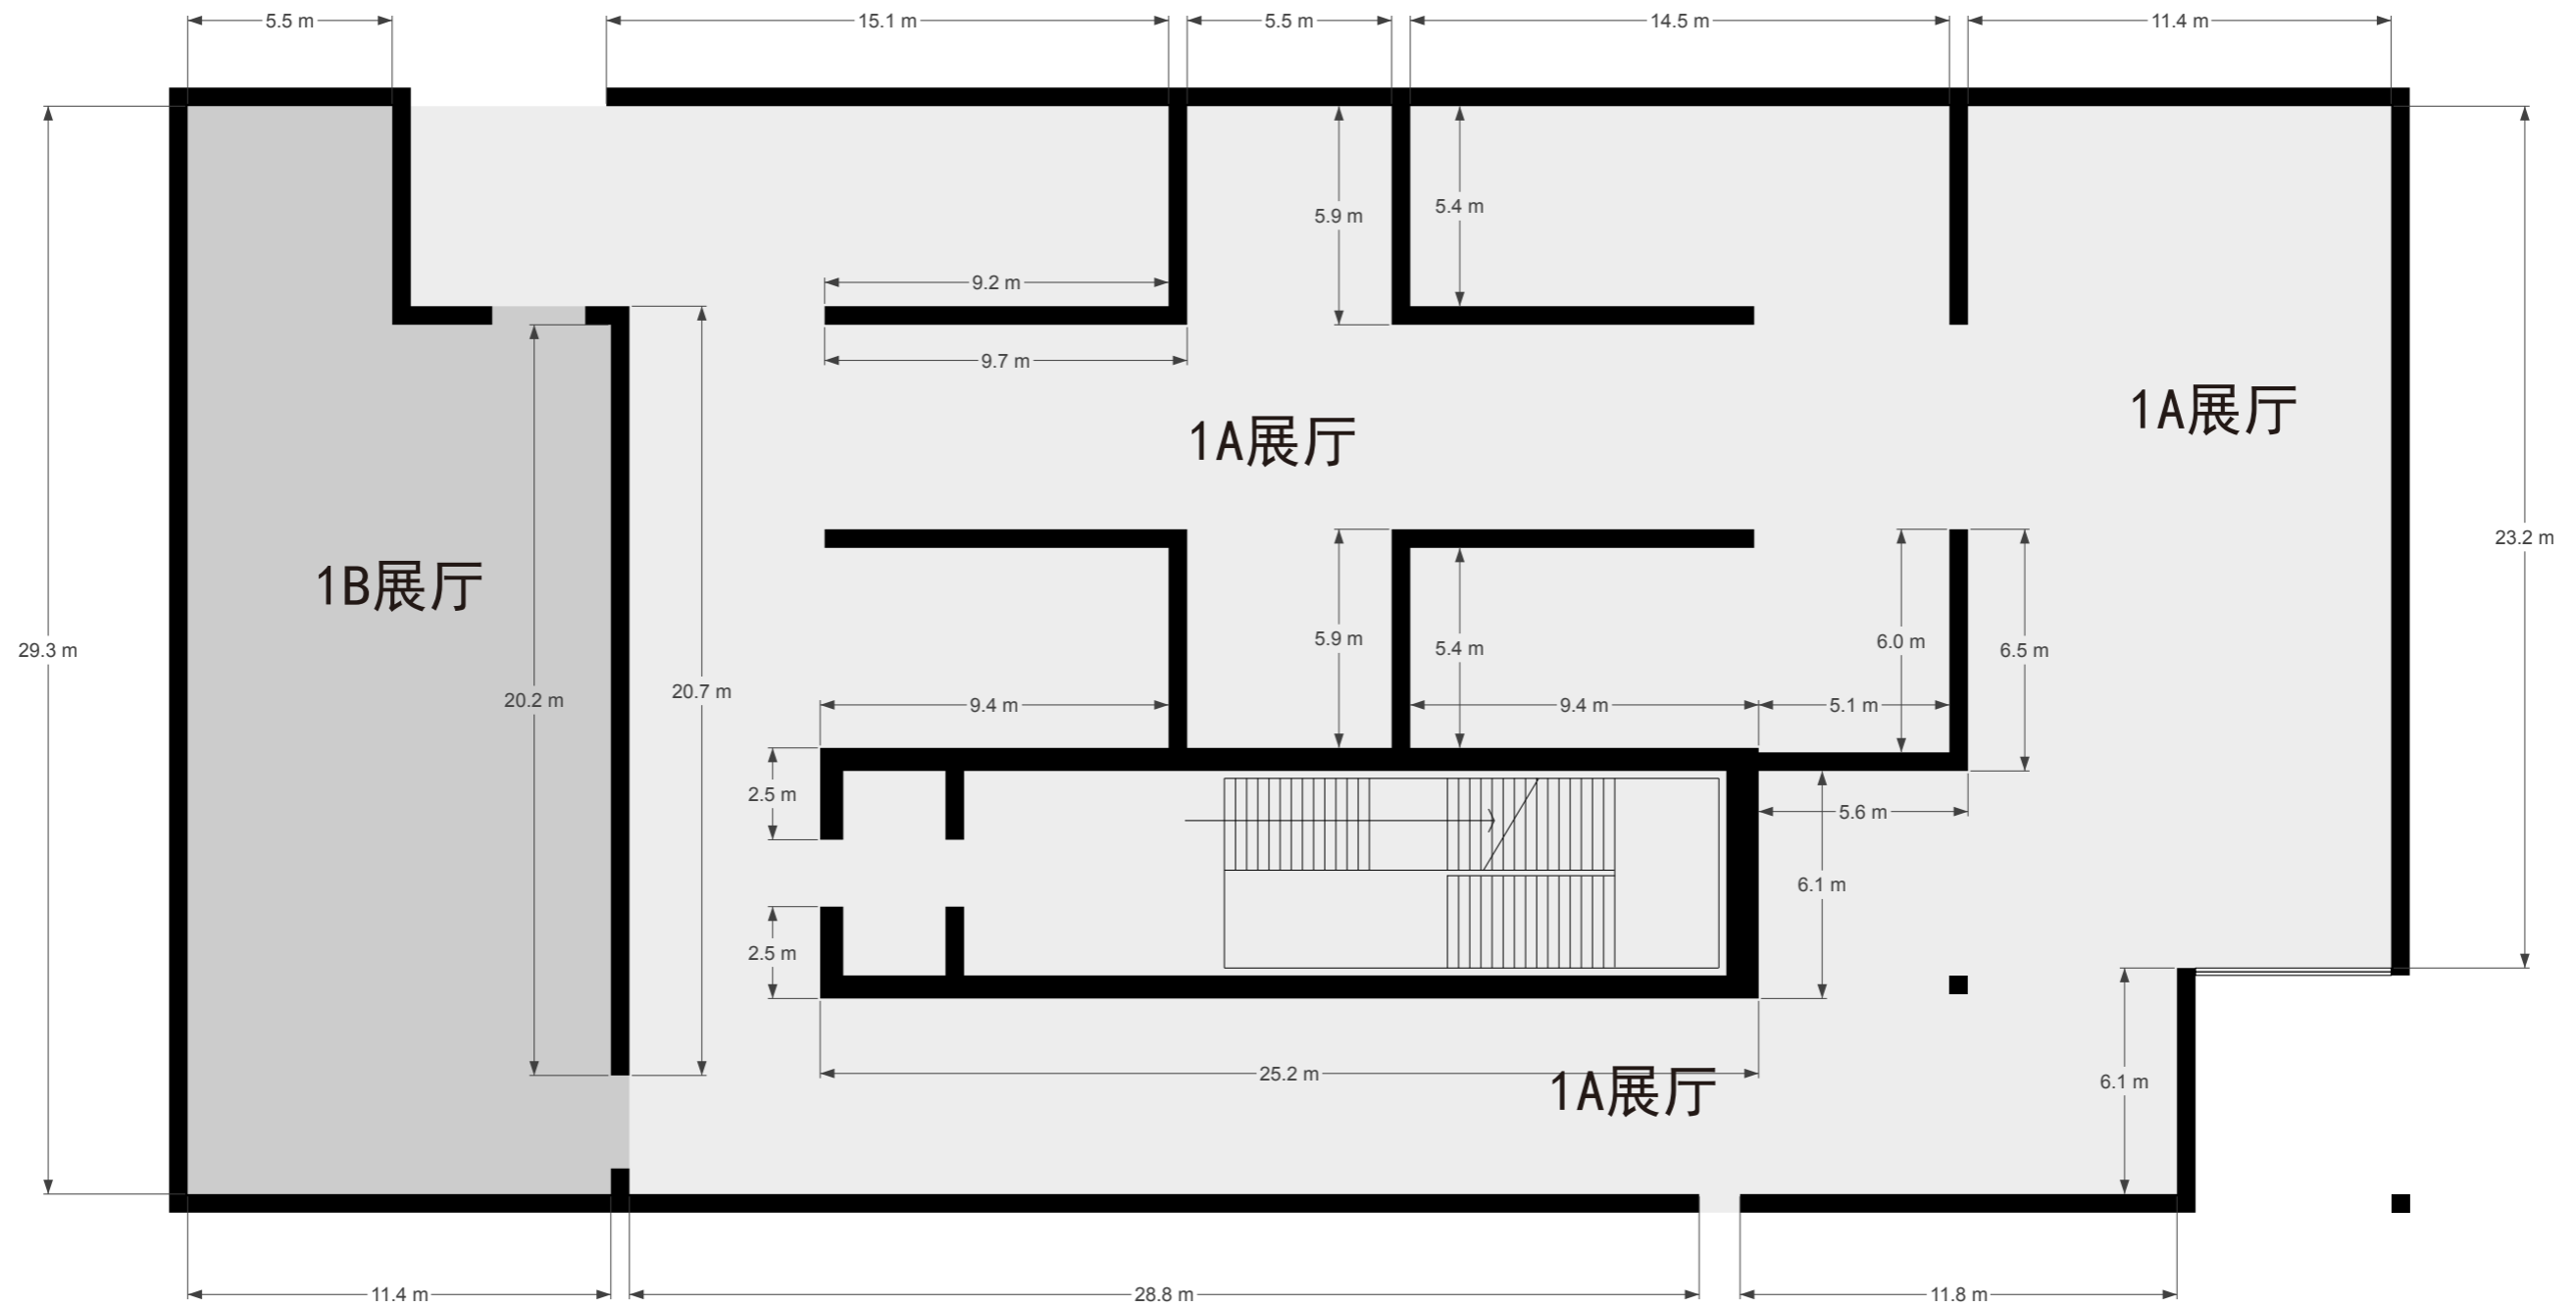 5.5 m
15.1 m
5.5 m
14.5 m
11.4 m
5.9 m
5.4 m
9.2 m
9.7 m
1A展厅
1A展厅
23.2 m
1B展厅
29.3 m
20.2 m
20.7 m
5.9 m
5.4 m
6.0 m
6.5 m
9.4 m
9.4 m
5.1 m
2.5 m
5.6 m
6.1 m
2.5 m
25.2 m
1A展厅
6.1 m
11.4 m
28.8 m
11.8 m